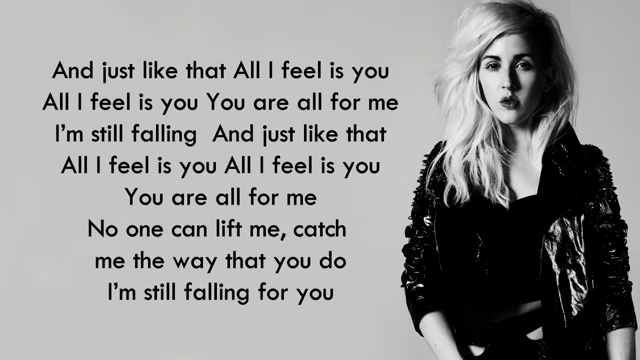 And just like that All I feel is you
All I feel is you You are all for me
I'm still falling  And just like that
All I feel is you All I feel is you
You are all for me
No one can lift me, catch
me the way that you do
I'm still falling for you